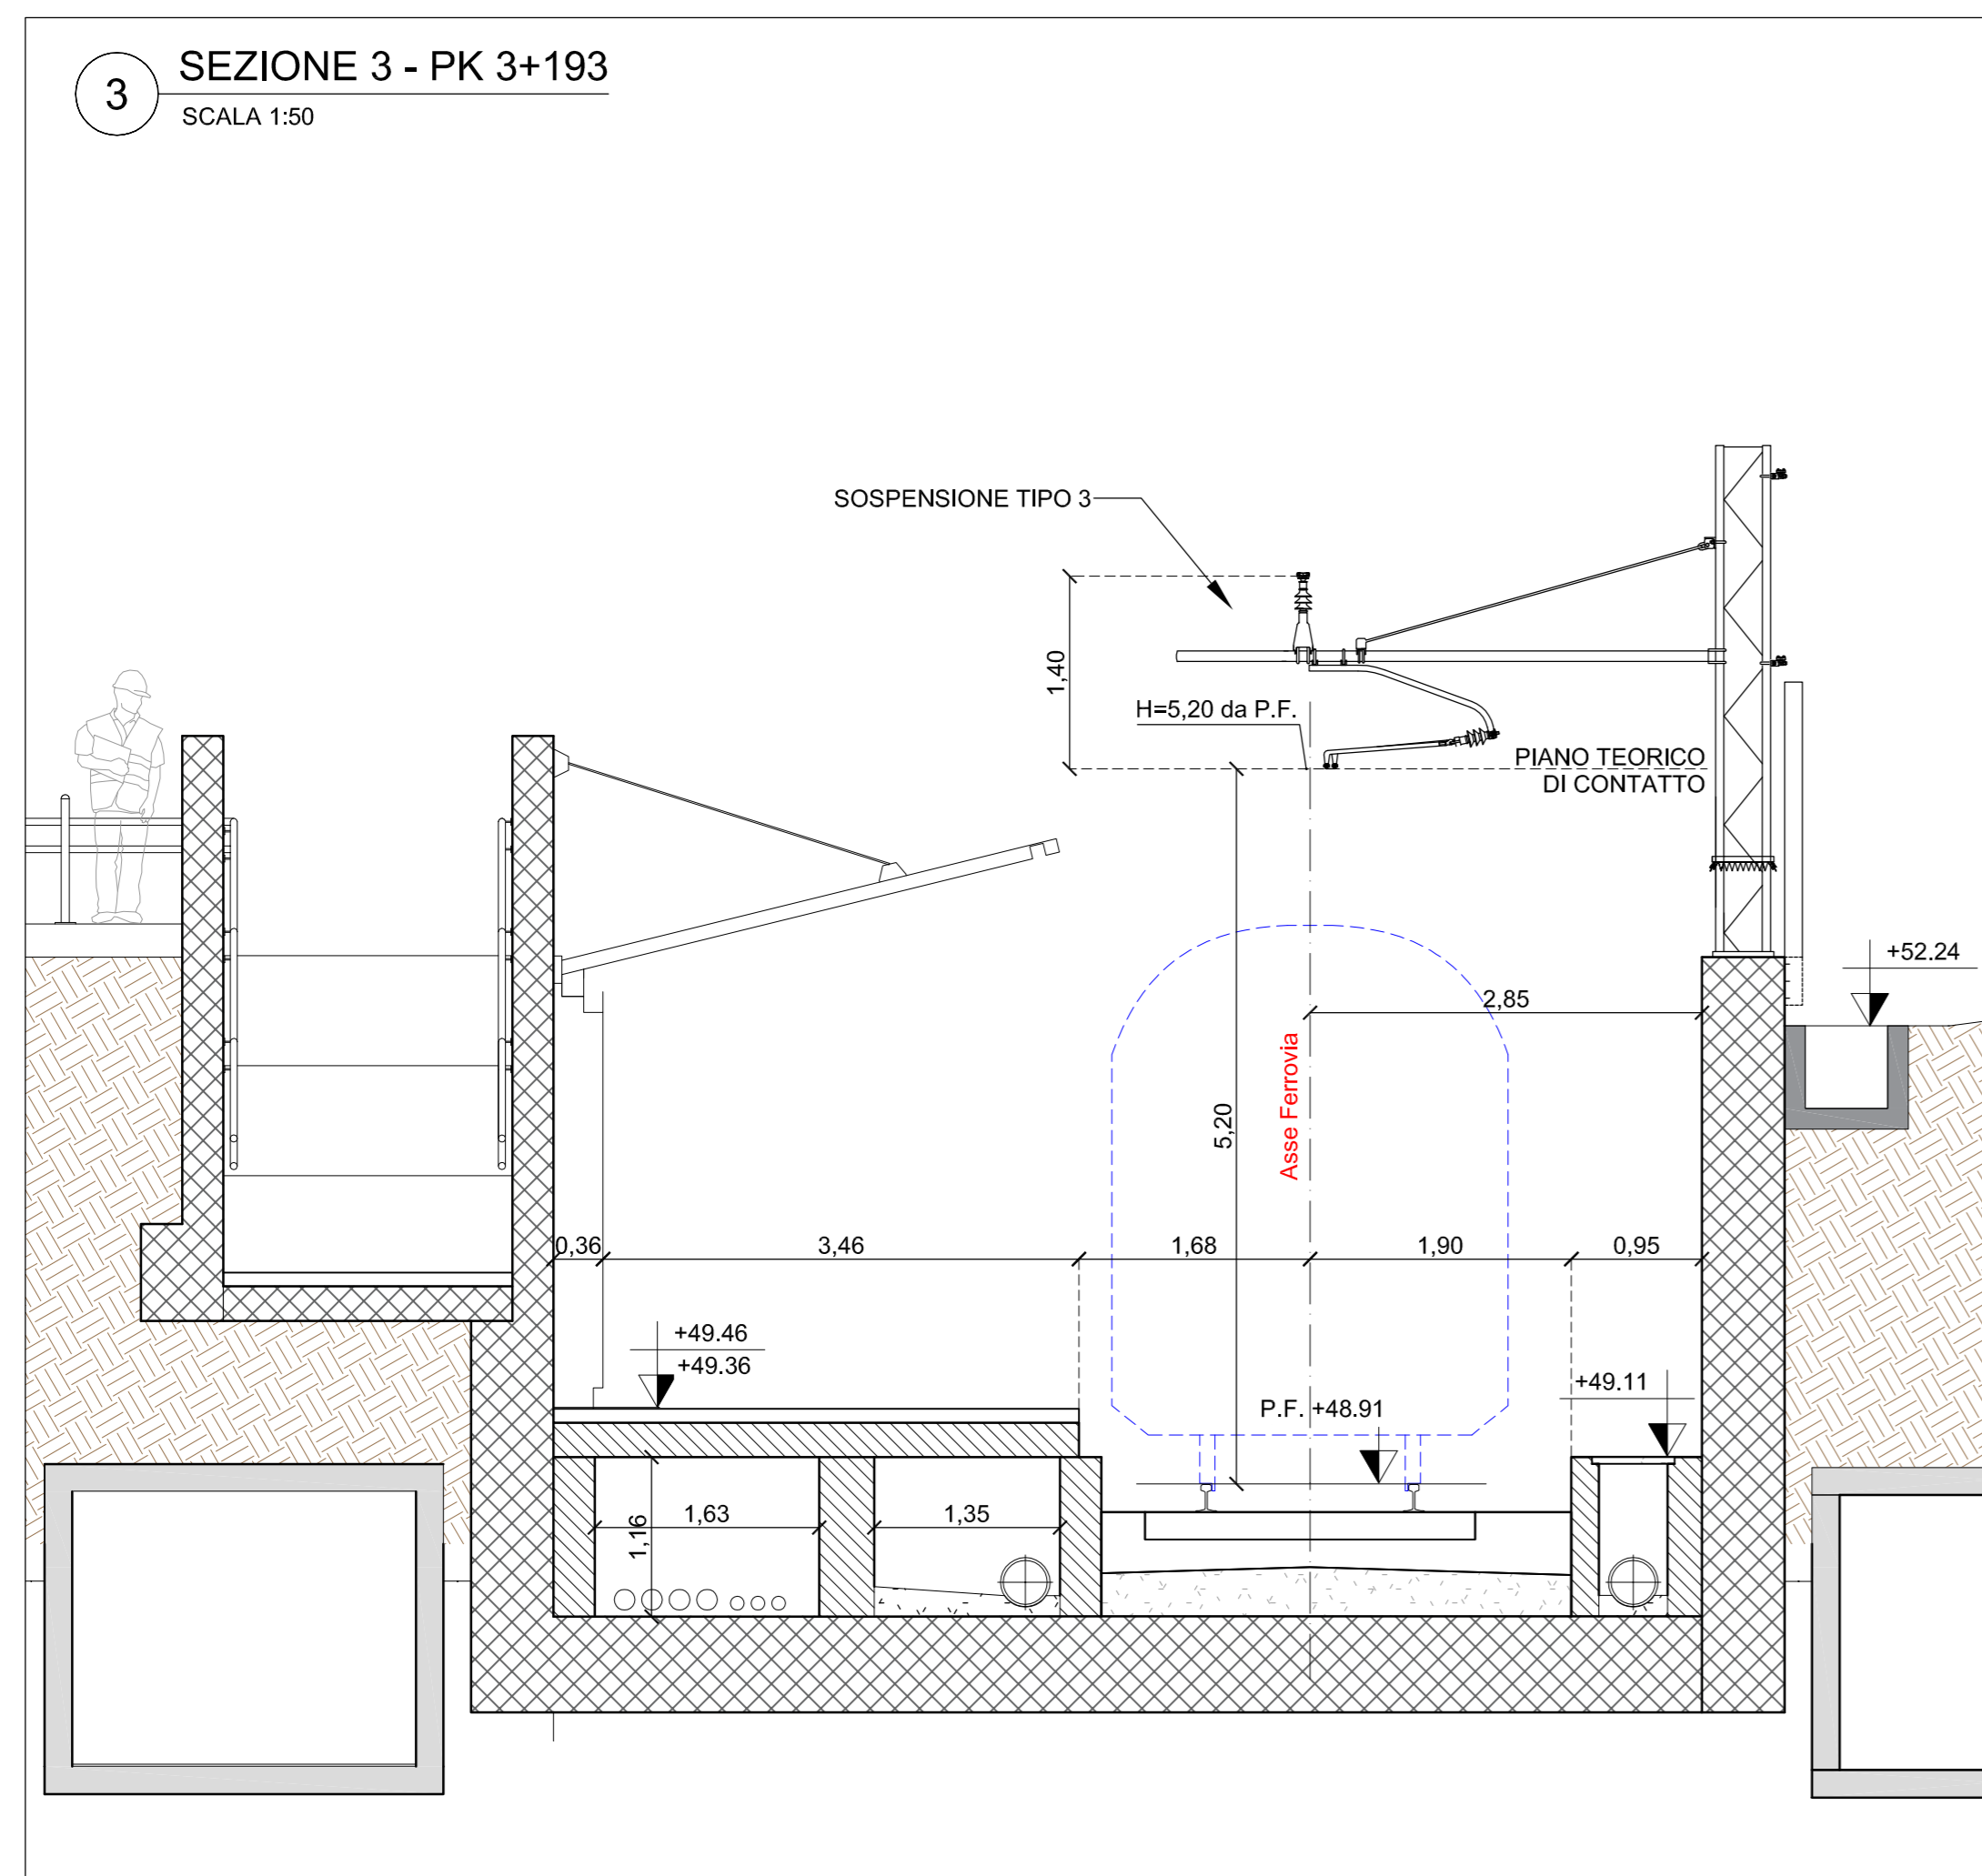 3
SEZIONE 3 - PK 3+193
SCALA 1:50
SOSPENSIONE TIPO 3
1,40
H=5,20 da P.F.
PIANO TEORICO
DI CONTATTO
+52.24
2,85
Asse Ferrovia
5,20
0,36
3,46
1,68
1,90
0,95
+49.46
+49.36
+49.11
P.F. +48.91
1,16
1,63
1,35